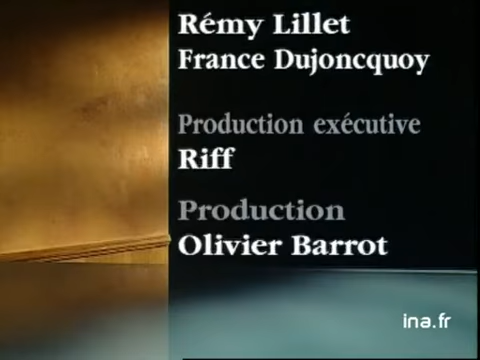 Rémy Lillet
France Dujoncquoy
Production exécutive
Riff
Production
Olivier Barrot
ina.fr